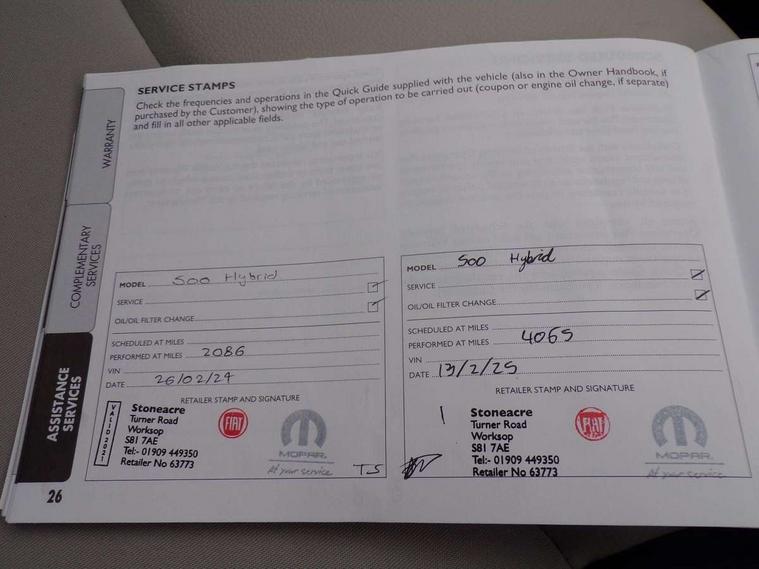 SERVICE STAMPS
Check the frequencies and operations in the Quick Guide supplied with the vehicle (also in the Owner Handbook, if
purchased by the Customer), showing the type of operation to be carried out (coupon or engine oil change, if separate)
and fill in all other applicable fields.
WARRANTY
COMPLEMENTARY
SERVICES
ASSISTANCE
SERVICES
MODEL 500 Hybrid
SERVICE
OIL/OIL FILTER CHANGE
SCHEDULED AT MILES
PERFORMED AT MILES 2086
VIN
DATE 26/02/24
RETAILER STAMP AND SIGNATURE
VALID 2021
Stoneacre
Turner Road
Worksop
S81 7AE
Tel:- 01909 449350
Retailer No 63773
FIAT
MOPAR.
At your service
TS
MODEL 500 Hybrid
SERVICE
OIL/OIL FILTER CHANGE
SCHEDULED AT MILES
PERFORMED AT MILES 4065
VIN
DATE 13/2/25
RETAILER STAMP AND SIGNATURE
Stoneacre
Turner Road
Worksop
S81 7AE
Tel:- 01909 449350
Retailer No 63773
FIAT
MOPAR.
At your service
26